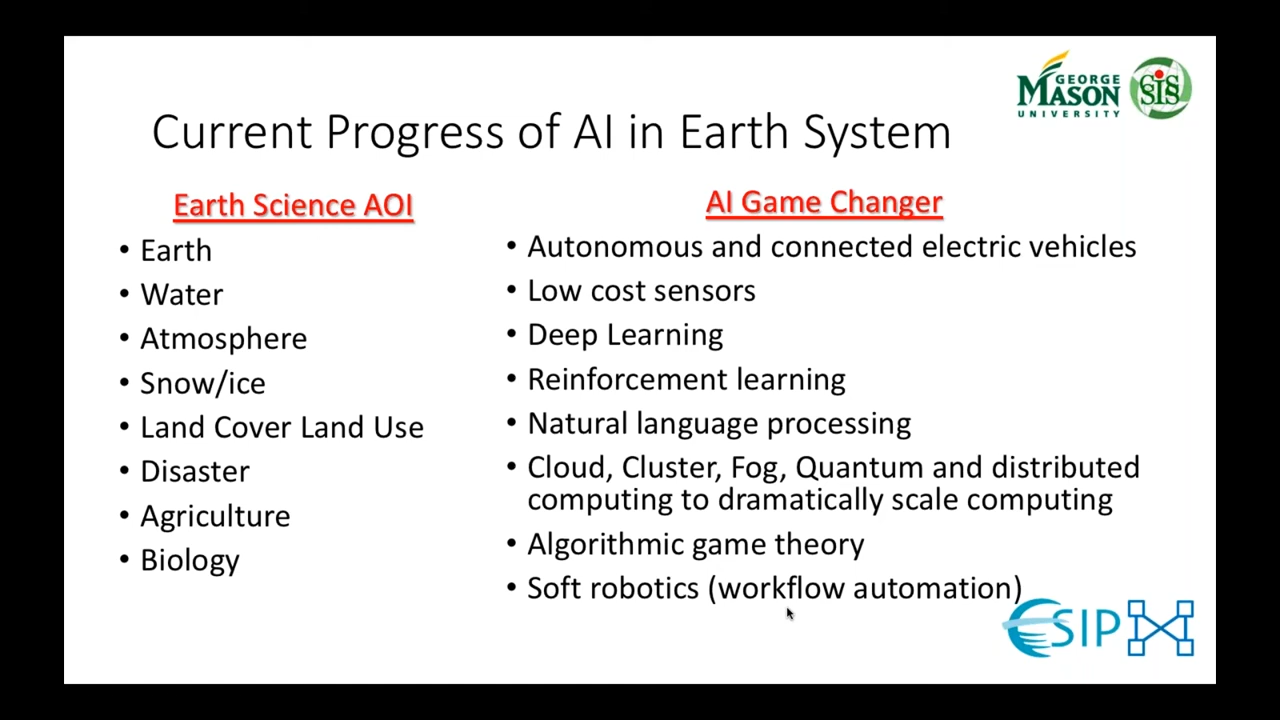 GEORGE
MASON
UNIVERSITY
SIS
Current Progress of AI in Earth System
Earth Science AOI
• Earth
• Water
• Atmosphere
• Snow/ice
• Land Cover Land Use
• Disaster
• Agriculture
• Biology
AI Game Changer
• Autonomous and connected electric vehicles
• Low cost sensors
• Deep Learning
• Reinforcement learning
• Natural language processing
• Cloud, Cluster, Fog, Quantum and distributed
computing to dramatically scale computing
• Algorithmic game theory
• Soft robotics (workflow automation)
ESIP